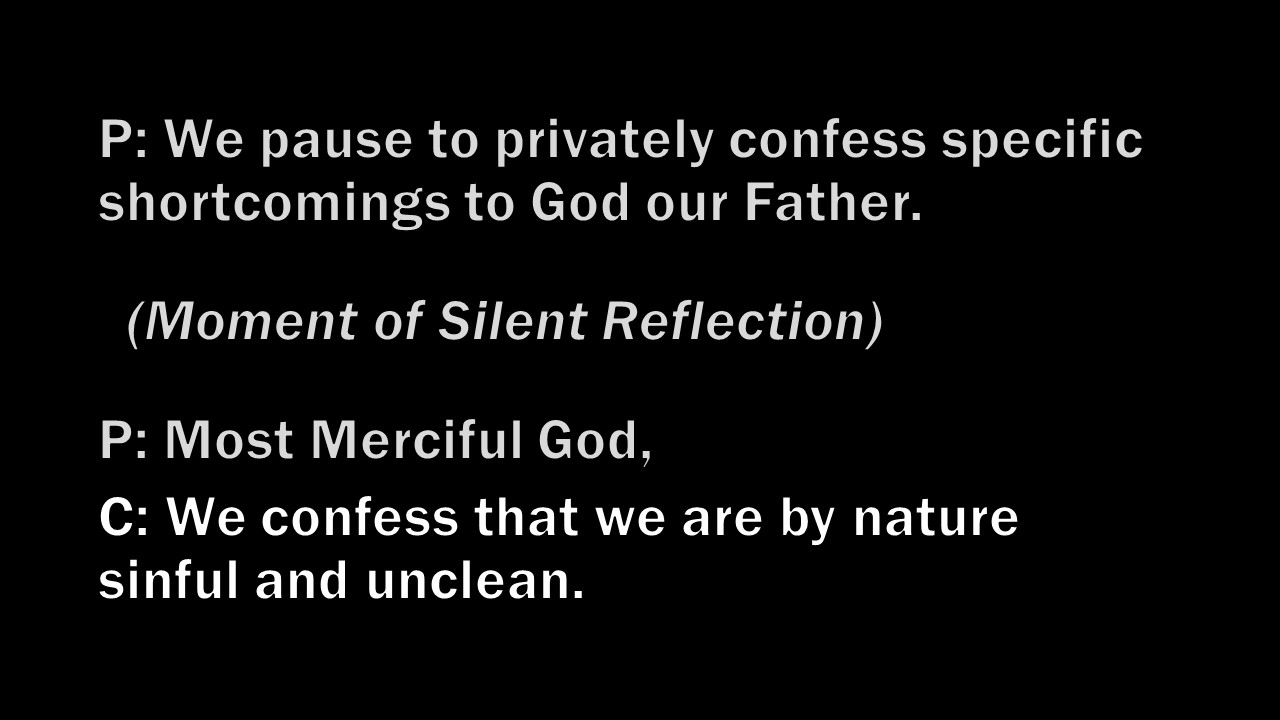 P: We pause to privately confess specific
shortcomings to God our Father.
(Moment of Silent Reflection)
P: Most Merciful God,
C: We confess that we are by nature
sinful and unclean.